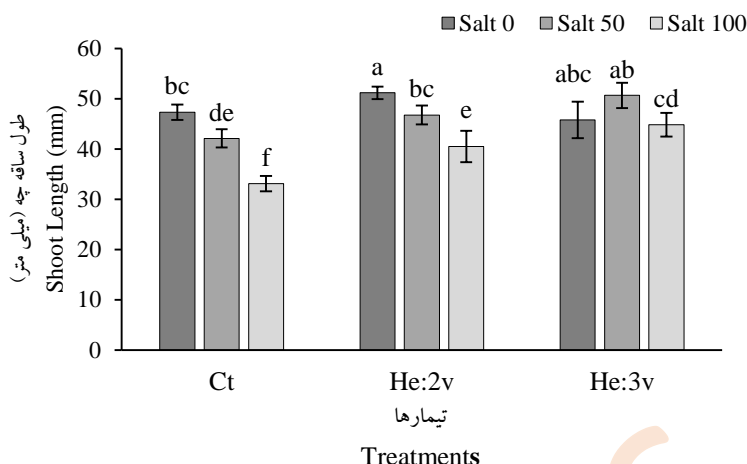 Salt 0 Salt 50 Salt 100
60
50
40
30
20
10
0
طول ساقه چه (میلی متر)
Shoot Length (mm)
bc
de
f
a
bc
e
abc
ab
cd
Ct He:2v He:3v
تیمارها
Treatments